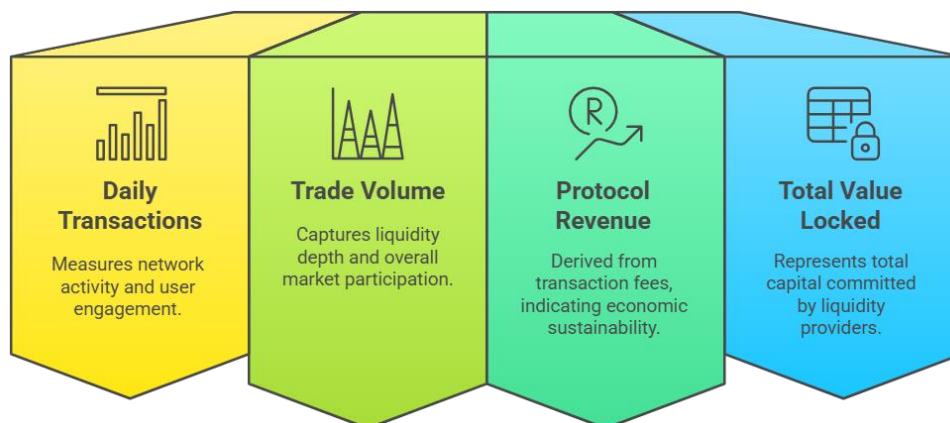 Daily
Transactions
Measures network
activity and user
engagement.
Trade Volume
Captures liquidity
depth and overall
market participation.
R
Protocol
Revenue
Derived from
transaction fees,
indicating economic
sustainability.
Total Value
Locked
Represents total
capital committed
by liquidity
providers.